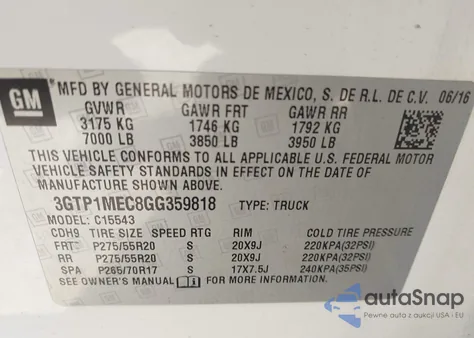 GM
MFD BY GENERAL MOTORS DE MEXICO, S. DE R.L. DE C.V. 06/16
GVWR GAWR FRT GAWR RR
3175 KG 1746 KG 1792 KG
7000 LB 3850 LB 3950 LB
THIS VEHICLE CONFORMS TO ALL APPLICABLE U.S. FEDERAL MOTOR
VEHICLE SAFETY STANDARDS IN EFFECT ON THE DATE OF
MANUFACTURE SHOWN ABOVE.
3GTP1MEC8GG359818 TYPE: TRUCK
MODEL: C15543
CDH9 TIRE SIZE SPEED RTG RIM COLD TIRE PRESSURE
FRT P275/55R20 S 20X9J 220KPA(32PSI)
RR P275/55R20 S 20X9J 220KPA(32PSI)
SPA P265/70R17 S 17X7.5J 240KPA(35PSI)
SEE OWNER'S MANUAL FOR MORE INFORMATION.
autaSnap
Pewne auto z aukcji USA - EU